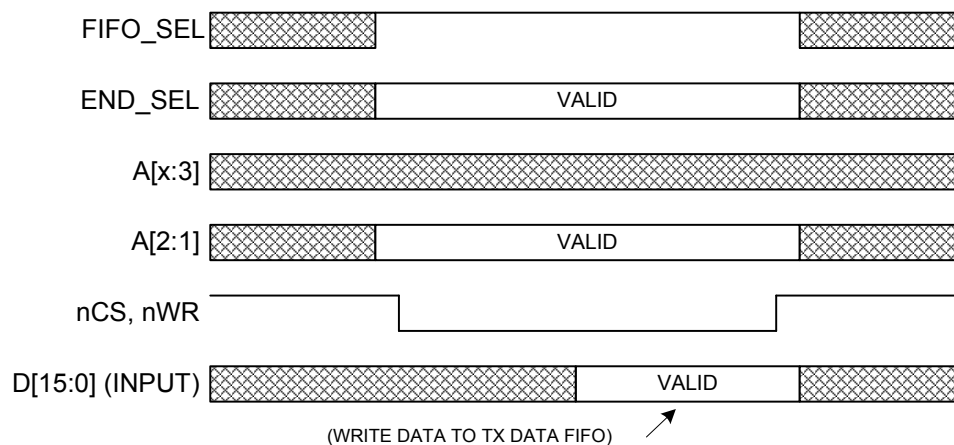 FIFO_SEL
END_SEL
VALID
A[x:3]
A[2:1]
VALID
nCS, nWR
D[15:0] (INPUT)
VALID
(WRITE DATA TO TX DATA FIFO)